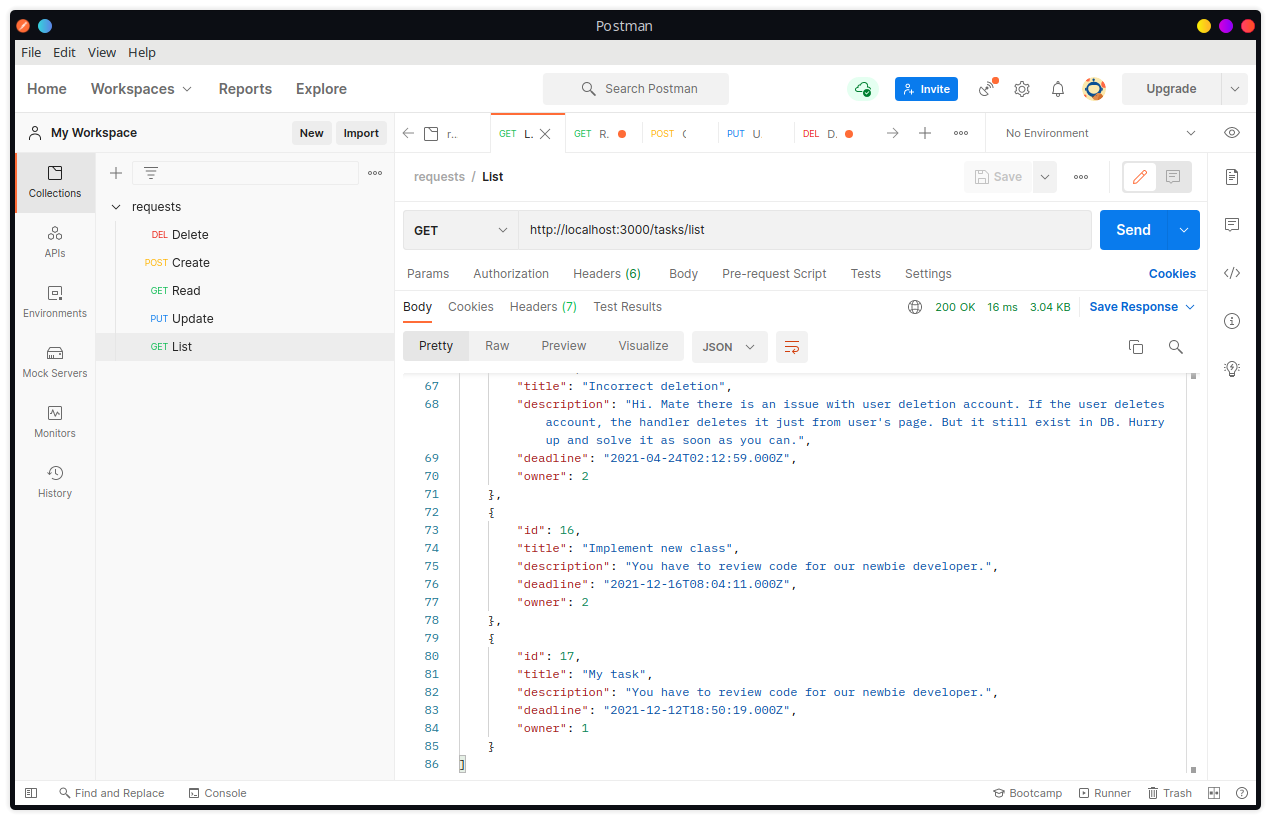 Postman
File Edit View Help
Home Workspaces Reports Explore
Search Postman
Invite
Upgrade
My Workspace
New Import
r..
GET L.
GET R.
POST
PUT U
DEL D.
No Environment
Collections
APIs
Environments
Mock Servers
Monitors
History
requests
DEL Delete
POST Create
GET Read
PUT Update
GET List
requests / List
Save
GET
http://localhost:3000/tasks/list
Send
Params Authorization Headers (6) Body Pre-request Script Tests Settings Cookies
Body Cookies Headers (7) Test Results
200 OK 16 ms 3.04 KB Save Response
Pretty Raw Preview Visualize JSON
67 "title": "Incorrect deletion",
68 "description": "Hi. Mate there is an issue with user deletion account. If the user deletes
account, the handler deletes it just from user's page. But it still exist in DB. Hurry
up and solve it as soon as you can.",
69 "deadline": "2021-04-24T02:12:59.000Z",
70 "owner": 2
71 },
72 {
73 "id": 16,
74 "title": "Implement new class",
75 "description": "You have to review code for our newbie developer.",
76 "deadline": "2021-12-16T08:04:11.000Z",
77 "owner": 2
78 },
79 {
80 "id": 17,
81 "title": "My task",
82 "description": "You have to review code for our newbie developer.",
83 "deadline": "2021-12-12T18:50:19.000Z",
84 "owner": 1
85 }
86 ]
Find and Replace Console
Bootcamp Runner Trash